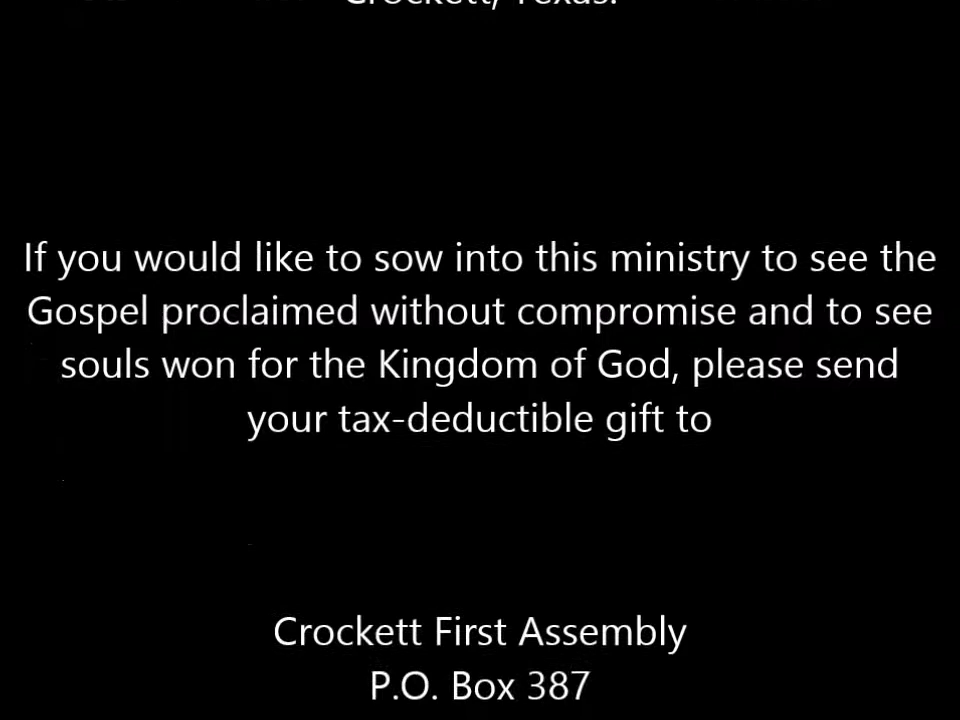 Crockett, Texas.
If you would like to sow into this ministry to see the
Gospel proclaimed without compromise and to see
souls won for the Kingdom of God, please send
your tax-deductible gift to
Crockett First Assembly
P.O. Box 387